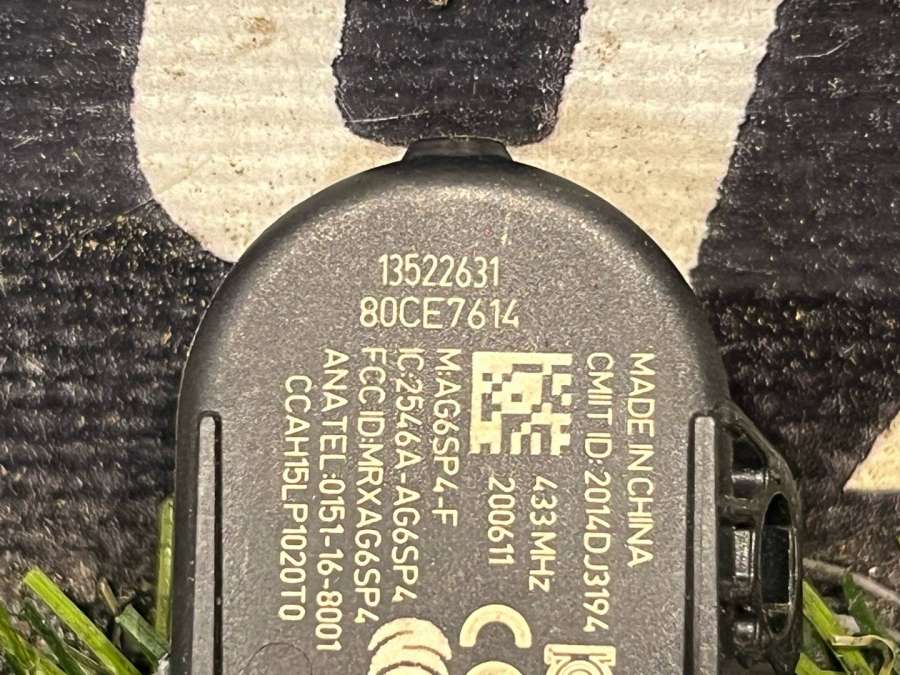 13522631
80CE7614
MADE IN CHINA
CMIIT ID:2014DJ3194
433MHz
200611
M:AG6SP4-F
IC:2546A-AG6SP4
FCC ID:MRXAG6SP4
ANATEL:0151-16-8001
CCAH15LP1020T0
CE